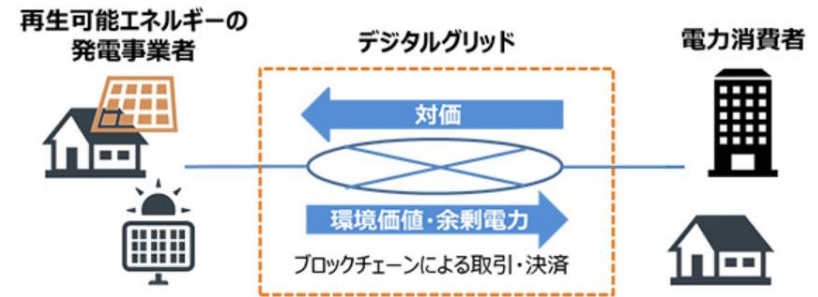 再生可能エネルギーの
発電事業者
デジタルグリッド
電力消費者
対価
環境価値・余剰電力
ブロックチェーンによる取引・決済